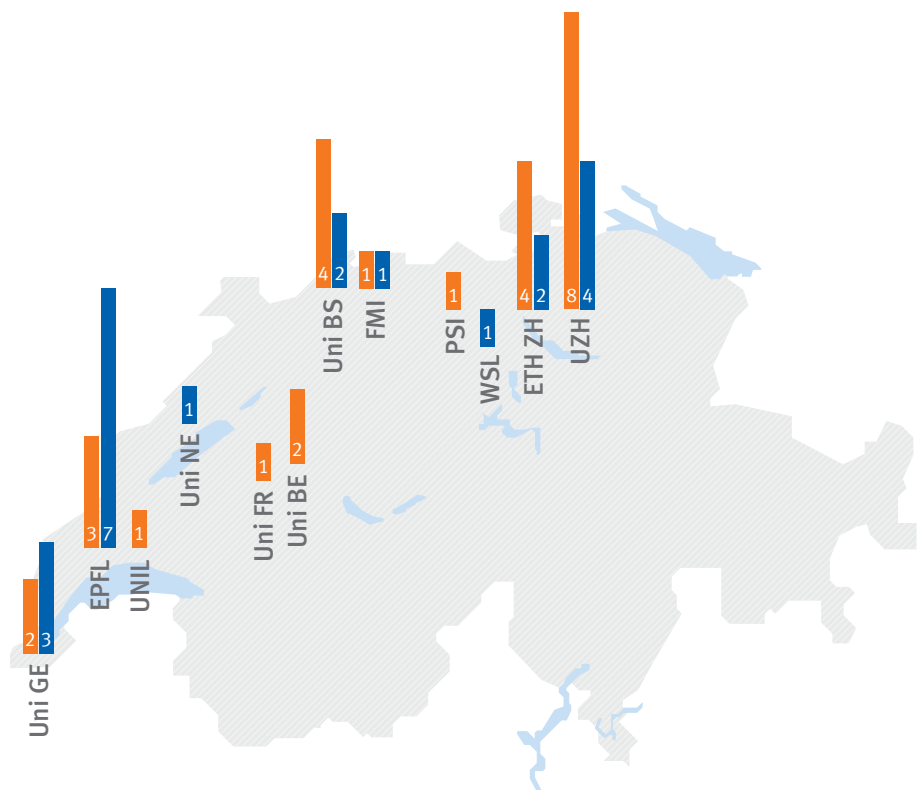 8 4
Uni BS 4 2
FMI 1 1
PSI 1
WSL 1
ETH ZH 4 2
UZH
Uni NE 1
Uni FR 1
Uni BE 2
EPFL 3 7
UNIL 1
Uni GE 2 3